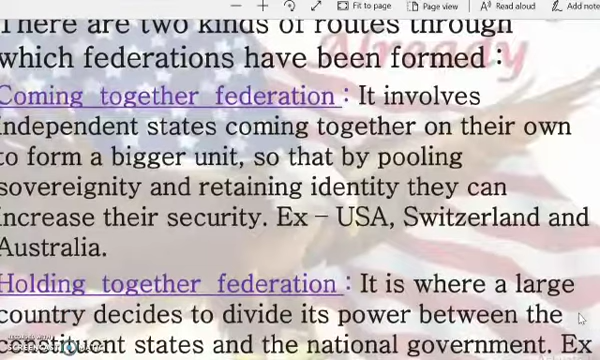 Fit to page Page view Read aloud Add note
There are two kinds of routes through
which federations have been formed :
Already
Coming together federation : It involves
independent states coming together on their own
to form a bigger unit, so that by pooling
sovereignity and retaining identity they can
increase their security. Ex – USA, Switzerland and
Australia.
Holding together federation : It is where a large
country decides to divide its power between the
constituent states and the national government. Ex